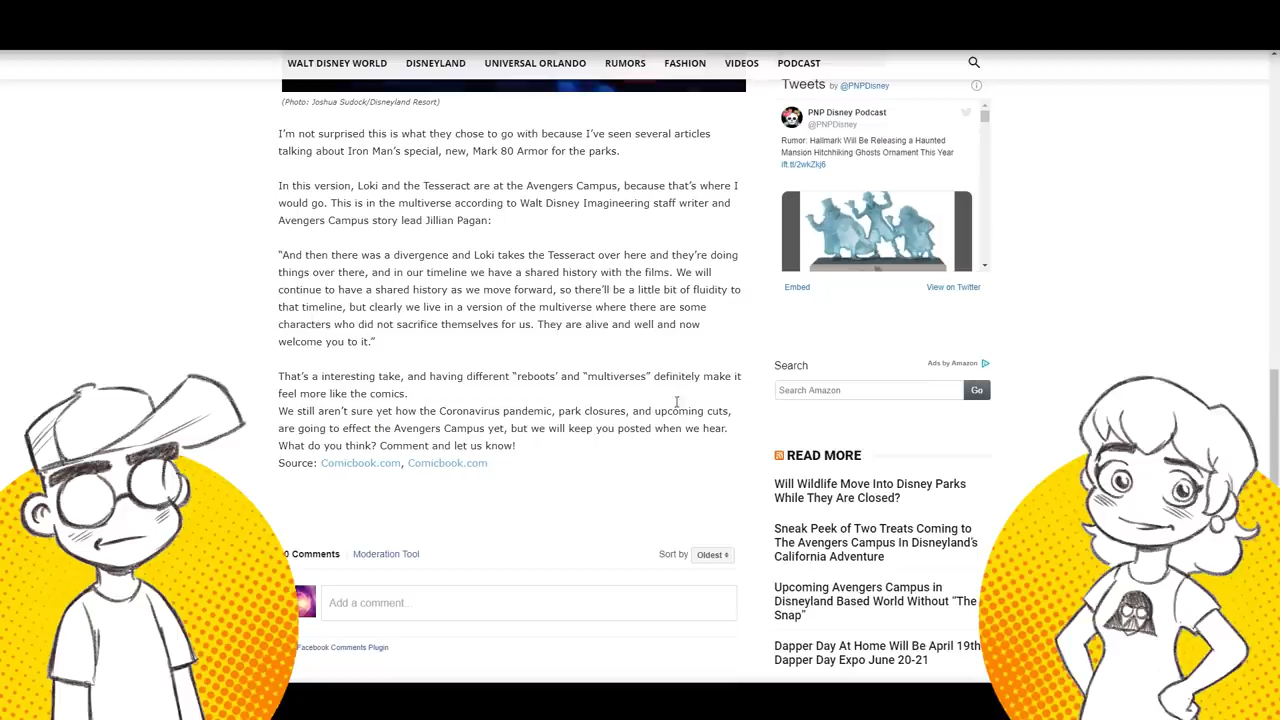 WALT DISNEY WORLD DISNEYLAND UNIVERSAL ORLANDO RUMORS FASHION VIDEOS PODCAST
(Photo: Joshua Sudock/Disneyland Resort)
I'm not surprised this is what they chose to go with because I've seen several articles
talking about Iron Man's special, new, Mark 80 Armor for the parks.
In this version, Loki and the Tesseract are at the Avengers Campus, because that's where I
would go. This is in the multiverse according to Walt Disney Imagineering staff writer and
Avengers Campus story lead Jillian Pagan:
“And then there was a divergence and Loki takes the Tesseract over here and they're doing
things over there, and in our timeline we have a shared history with the films. We will
continue to have a shared history as we move forward, so there'll be a little bit of fluidity to
that timeline, but clearly we live in a version of the multiverse where there are some
characters who did not sacrifice themselves for us. They are alive and well and now
welcome you to it.”
That's a interesting take, and having different “reboots' and “multiverses” definitely make it
feel more like the comics.
We still aren't sure yet how the Coronavirus pandemic, park closures, and upcoming cuts,
are going to effect the Avengers Campus yet, but we will keep you posted when we hear.
What do you think? Comment and let us know!
Source: Comicbook.com, Comicbook.com
0 Comments Moderation Tool Sort by Oldest
Add a comment...
Facebook Comments Plugin
Tweets by @PNPDisney
PNP Disney Podcast
@PNPDisney
Rumor: Hallmark Will Be Releasing a Haunted
Mansion Hitchhiking Ghosts Ornament This Year
ift.tt/2wkZkj6
Embed View on Twitter
Ads by Amazon
Search
Search Amazon Go
READ MORE
Will Wildlife Move Into Disney Parks
While They Are Closed?
Sneak Peek of Two Treats Coming to
The Avengers Campus In Disneyland's
California Adventure
Upcoming Avengers Campus in
Disneyland Based World Without "The
Snap"
Dapper Day At Home Will Be April 19th
Dapper Day Expo June 20-21